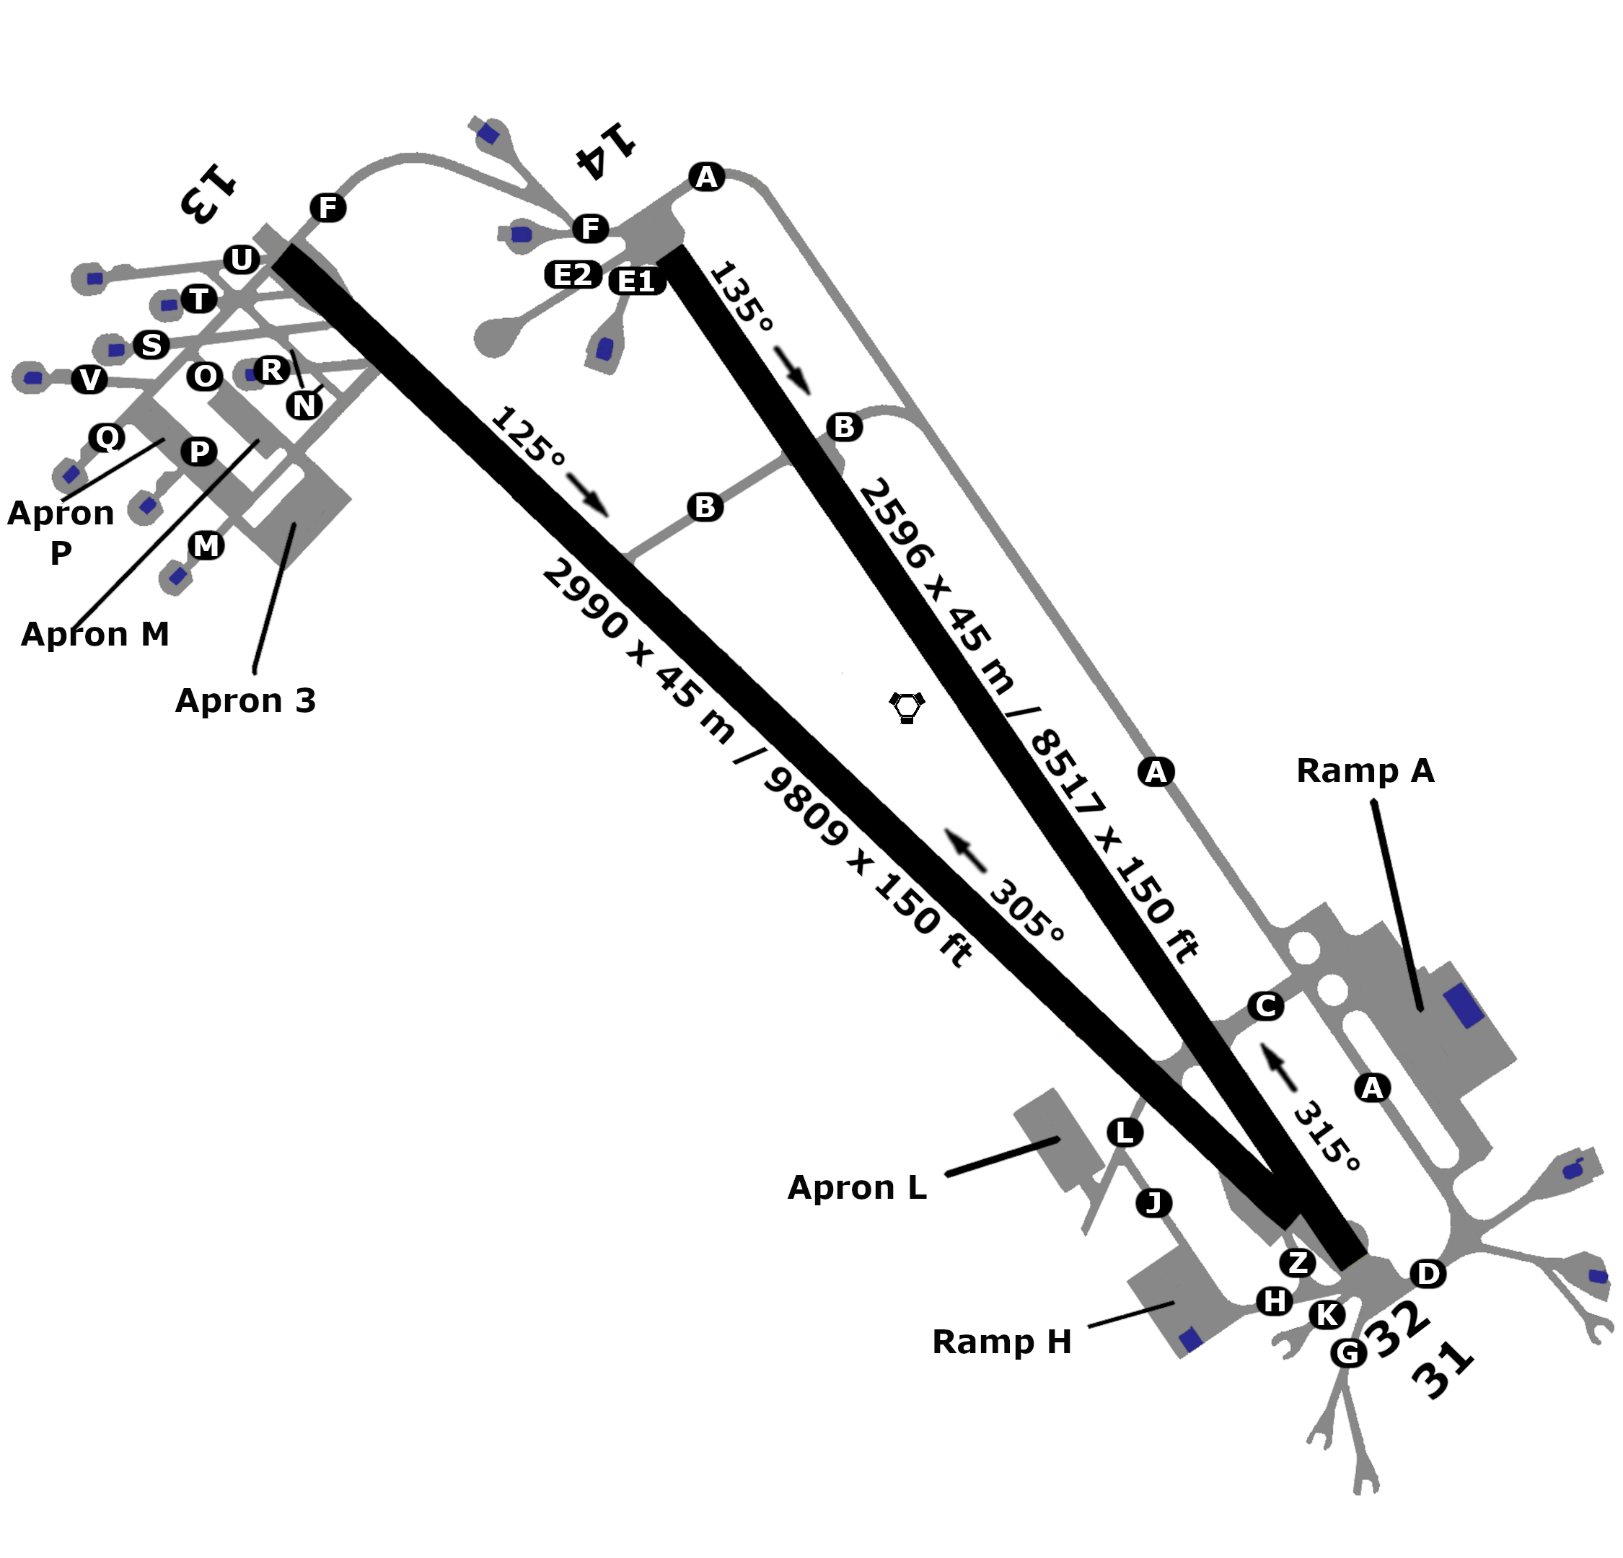 14
13
A
F
F
U
E2
E1
T
135°
S
V
O
R
N
B
125°
Q
P
B
Apron
P
M
2596 x 45 m / 8517 x 150 ft
2990 x 45 m / 9809 x 150 ft
Apron M
Apron 3
A
Ramp A
305°
C
A
315°
L
Apron L
J
Z
D
H
K
32
Ramp H
G
31